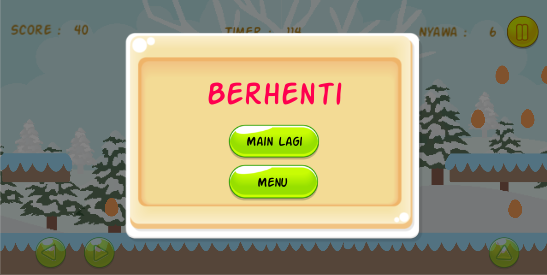 SCORE : 40 TIMER : 114 NYAWA : 6
BERHENTI
MAIN LAGI
MENU